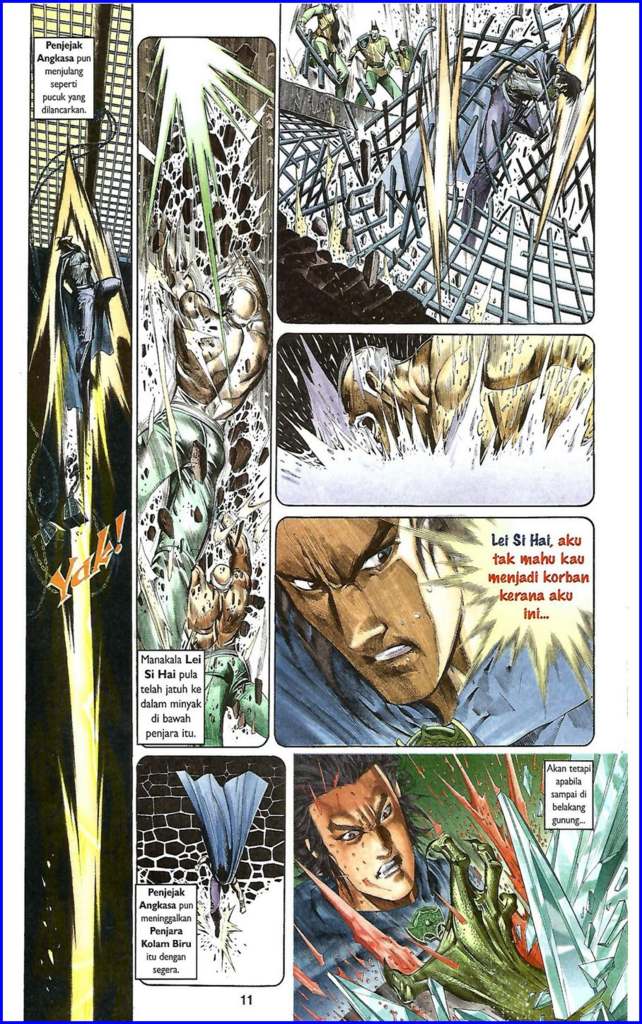 Penjejak
Angkasa pun
menjulang
seperti
pucuk yang
dilancarkan.
Yak!
Manakala Lei
Si Hai pula
telah jatuh ke
dalam minyak
di bawah
penjara itu.
Lei Si Hai, aku
tak mahu kau
menjadi korban
kerana aku
ini...
Penjejak
Angkasa pun
meninggalkan
Penjara
Kolam Biru
itu dengan
segera.
Akan tetapi
apabila
sampai di
belakang
gunung...
11